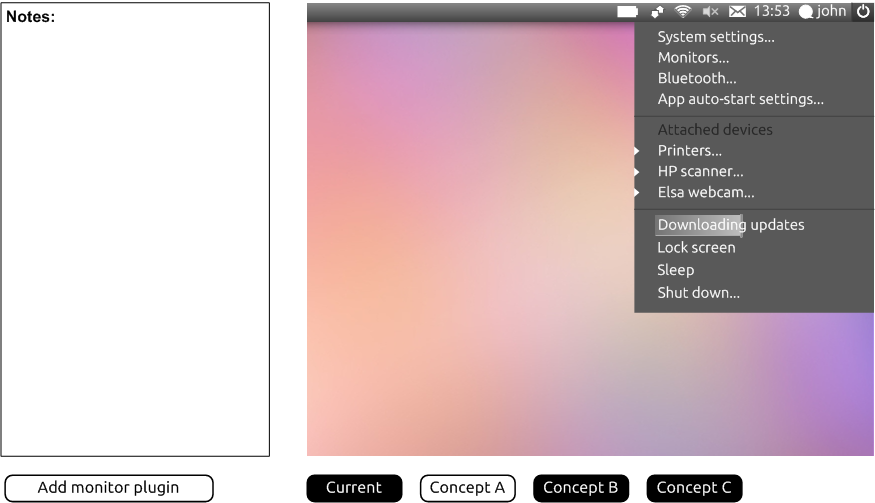 Notes:
13:53 john
System settings...
Monitors...
Bluetooth...
App auto-start settings...
Attached devices
Printers...
HP scanner...
Elsa webcam...
Downloading updates
Lock screen
Sleep
Shut down...
Add monitor plugin
Current
Concept A
Concept B
Concept C